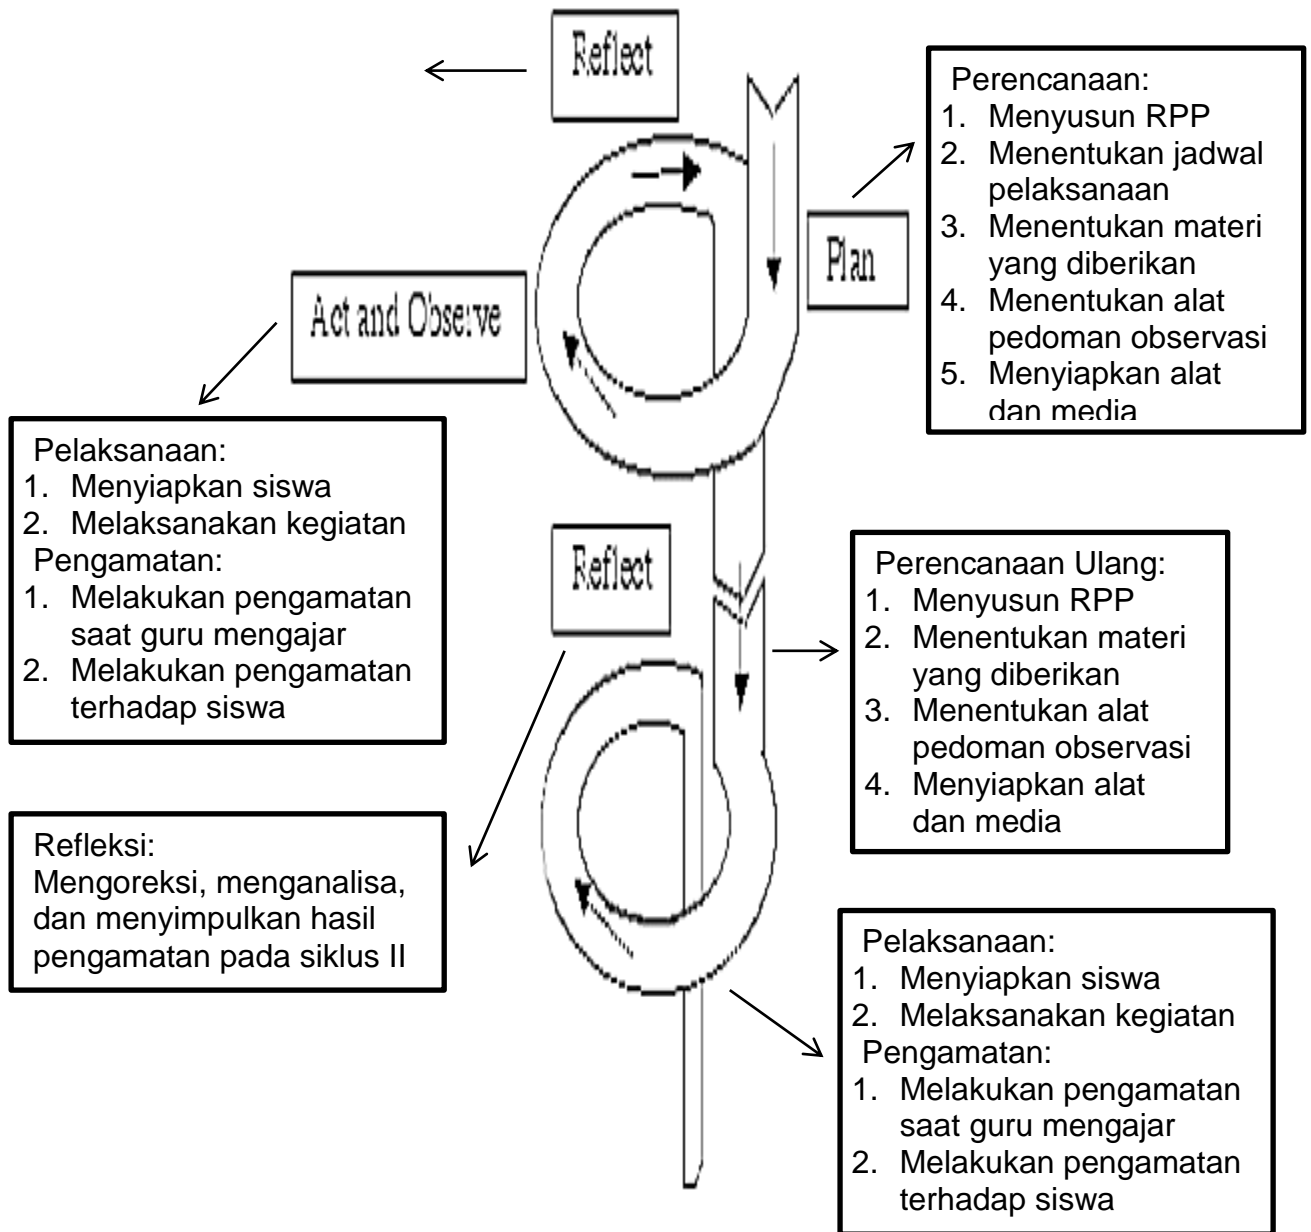 Reflect
Perencanaan:
1. Menyusun RPP
2. Menentukan jadwal
pelaksanaan
3. Menentukan materi
yang diberikan
4. Menentukan alat
pedoman observasi
5. Menyiapkan alat
dan media
Plan
Act and Observe
Pelaksanaan:
1. Menyiapkan siswa
2. Melaksanakan kegiatan
Pengamatan:
1. Melakukan pengamatan
saat guru mengajar
2. Melakukan pengamatan
terhadap siswa
Reflect
Perencanaan Ulang:
1. Menyusun RPP
2. Menentukan materi
yang diberikan
3. Menentukan alat
pedoman observasi
4. Menyiapkan alat
dan media
Refleksi:
Mengoreksi, menganalisa,
dan menyimpulkan hasil
pengamatan pada siklus II
Pelaksanaan:
1. Menyiapkan siswa
2. Melaksanakan kegiatan
Pengamatan:
1. Melakukan pengamatan
saat guru mengajar
2. Melakukan pengamatan
terhadap siswa